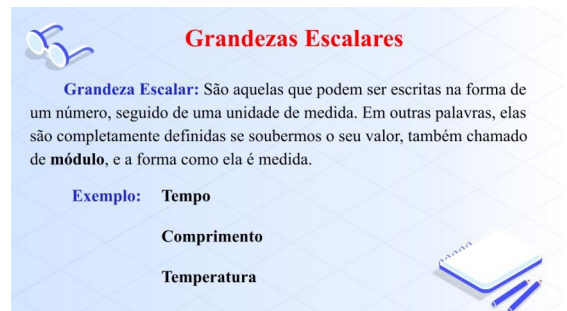 Grandezas Escalares
Grandeza Escalar: São aquelas que podem ser escritas na forma de
um número, seguido de uma unidade de medida. Em outras palavras, elas
são completamente definidas se soubermos o seu valor, também chamado
de módulo, e a forma como ela é medida.
Exemplo: Tempo
Comprimento
Temperatura